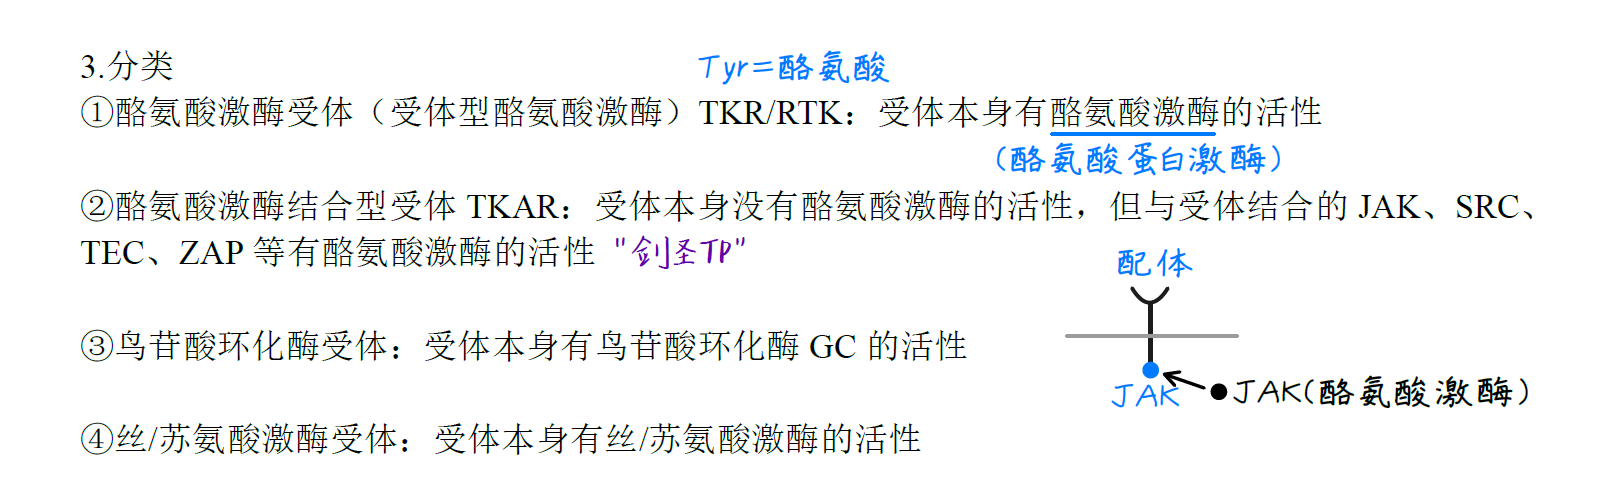 3.分类
Tyr=酪氨酸
①酪氨酸激酶受体（受体型酪氨酸激酶）TKR/RTK：受体本身有酪氨酸激酶的活性
(酪氨酸蛋白激酶)
②酪氨酸激酶结合型受体 TKAR：受体本身没有酪氨酸激酶的活性，但与受体结合的 JAK、SRC、
TEC、ZAP 等有酪氨酸激酶的活性 "剑圣TP"
配体
③鸟苷酸环化酶受体：受体本身有鸟苷酸环化酶 GC 的活性
JAK
JAK(酪氨酸激酶)
④丝/苏氨酸激酶受体：受体本身有丝/苏氨酸激酶的活性